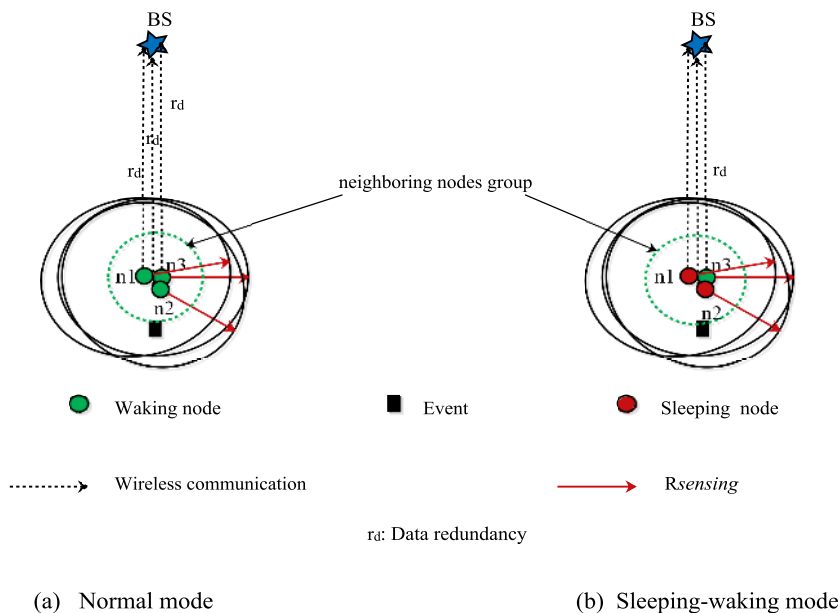 BS
BS
rd
rd
rd
rd
neighboring nodes group
n1
n3
n2
n1
n3
n2
Waking node
Event
Sleeping node
Wireless communication
Rsensing
rd: Data redundancy
(a) Normal mode
(b) Sleeping-waking mode